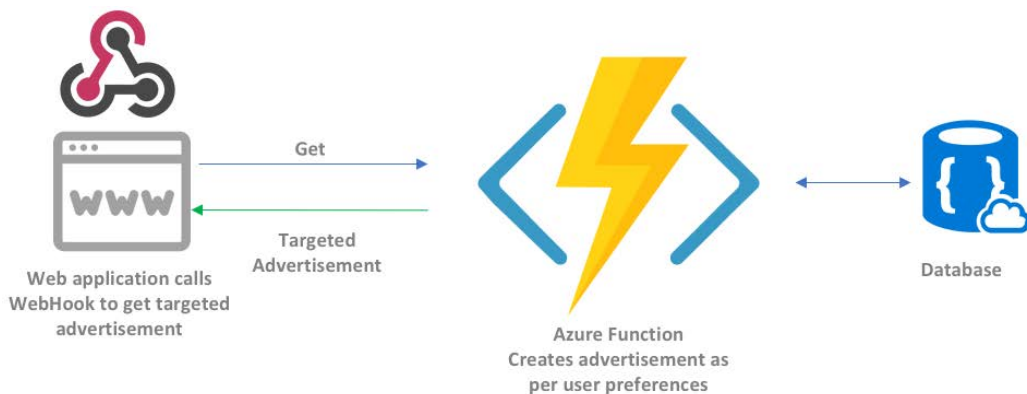 WWW
Get
Targeted
Advertisement
Web application calls
WebHook to get targeted
advertisement
Azure Function
Creates advertisement as
per user preferences
{ }
Database